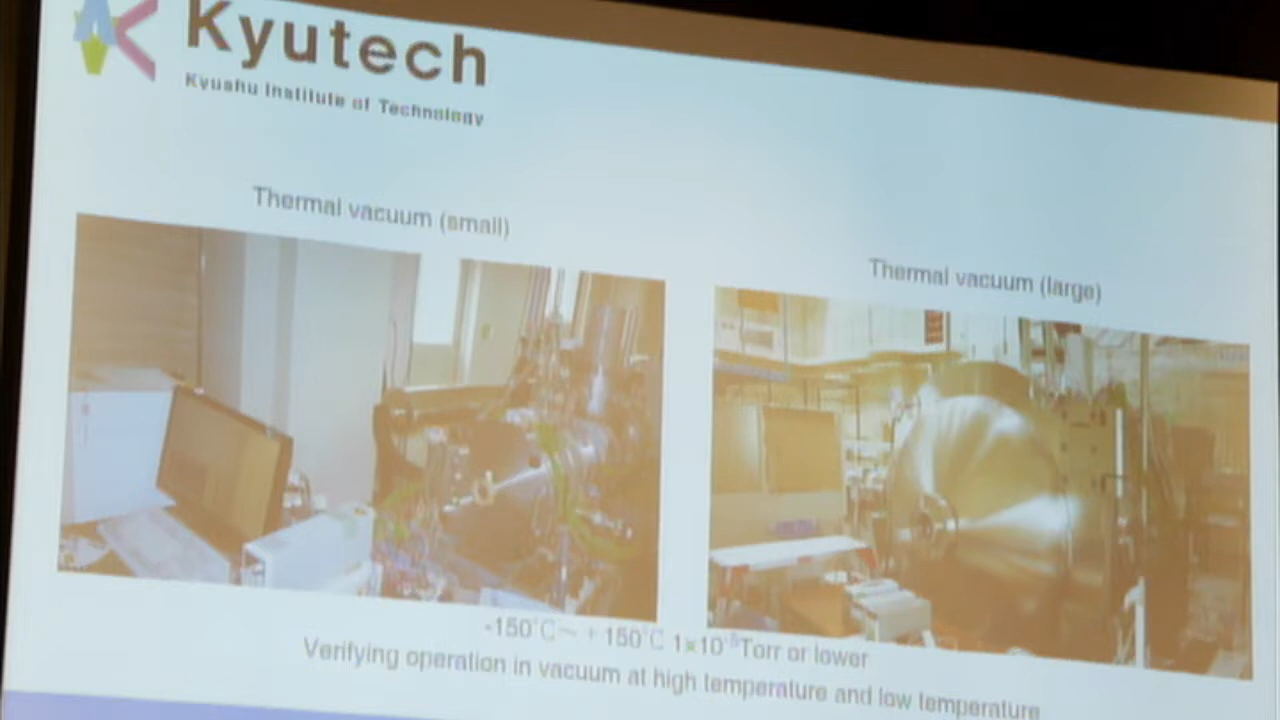 Kyutech
Kyushu Institute of Technology
Thermal vacuum (small)
Thermal vacuum (large)
-150°C～ + 150°C 1×10⁻⁵Torr or lower
Verifying operation in vacuum at high temperature and low temperature